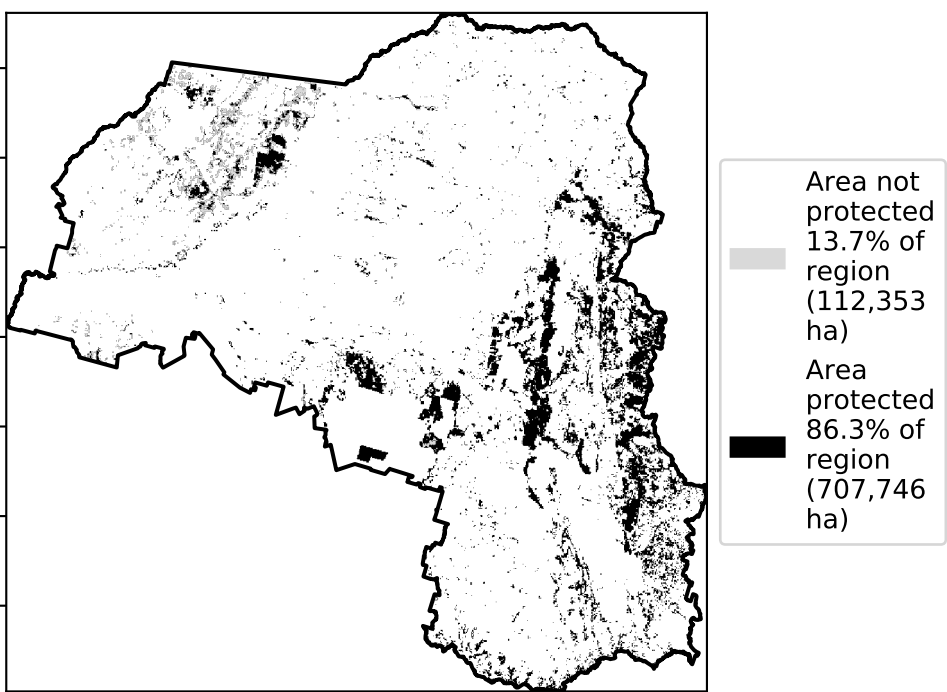 Area not
protected
13.7% of
region
(112,353
ha)
Area
protected
86.3% of
region
(707,746
ha)